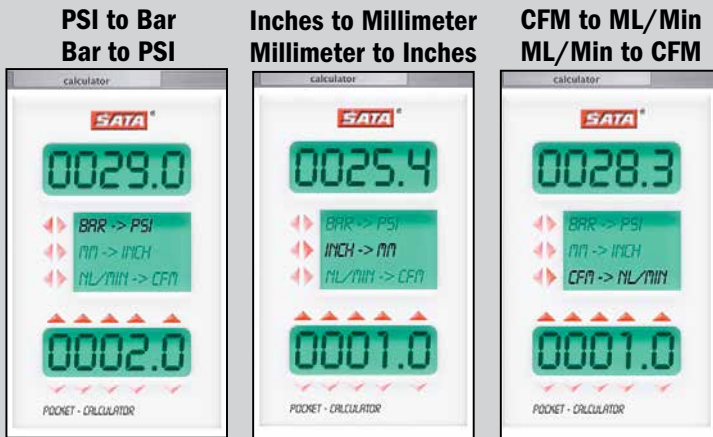 PSI to Bar
Bar to PSI
calculator
SATA®
0029.0
BAR -> PSI
MM -> INCH
NL/MIN -> CFM
0002.0
POCKET - CALCULATOR
Inches to Millimeter
Millimeter to Inches
calculator
SATA®
0025.4
BAR -> PSI
INCH -> MM
NL/MIN -> CFM
0001.0
POCKET - CALCULATOR
CFM to ML/Min
ML/Min to CFM
calculator
SATA®
0028.3
BAR -> PSI
MM -> INCH
CFM -> NL/MIN
0001.0
POCKET - CALCULATOR